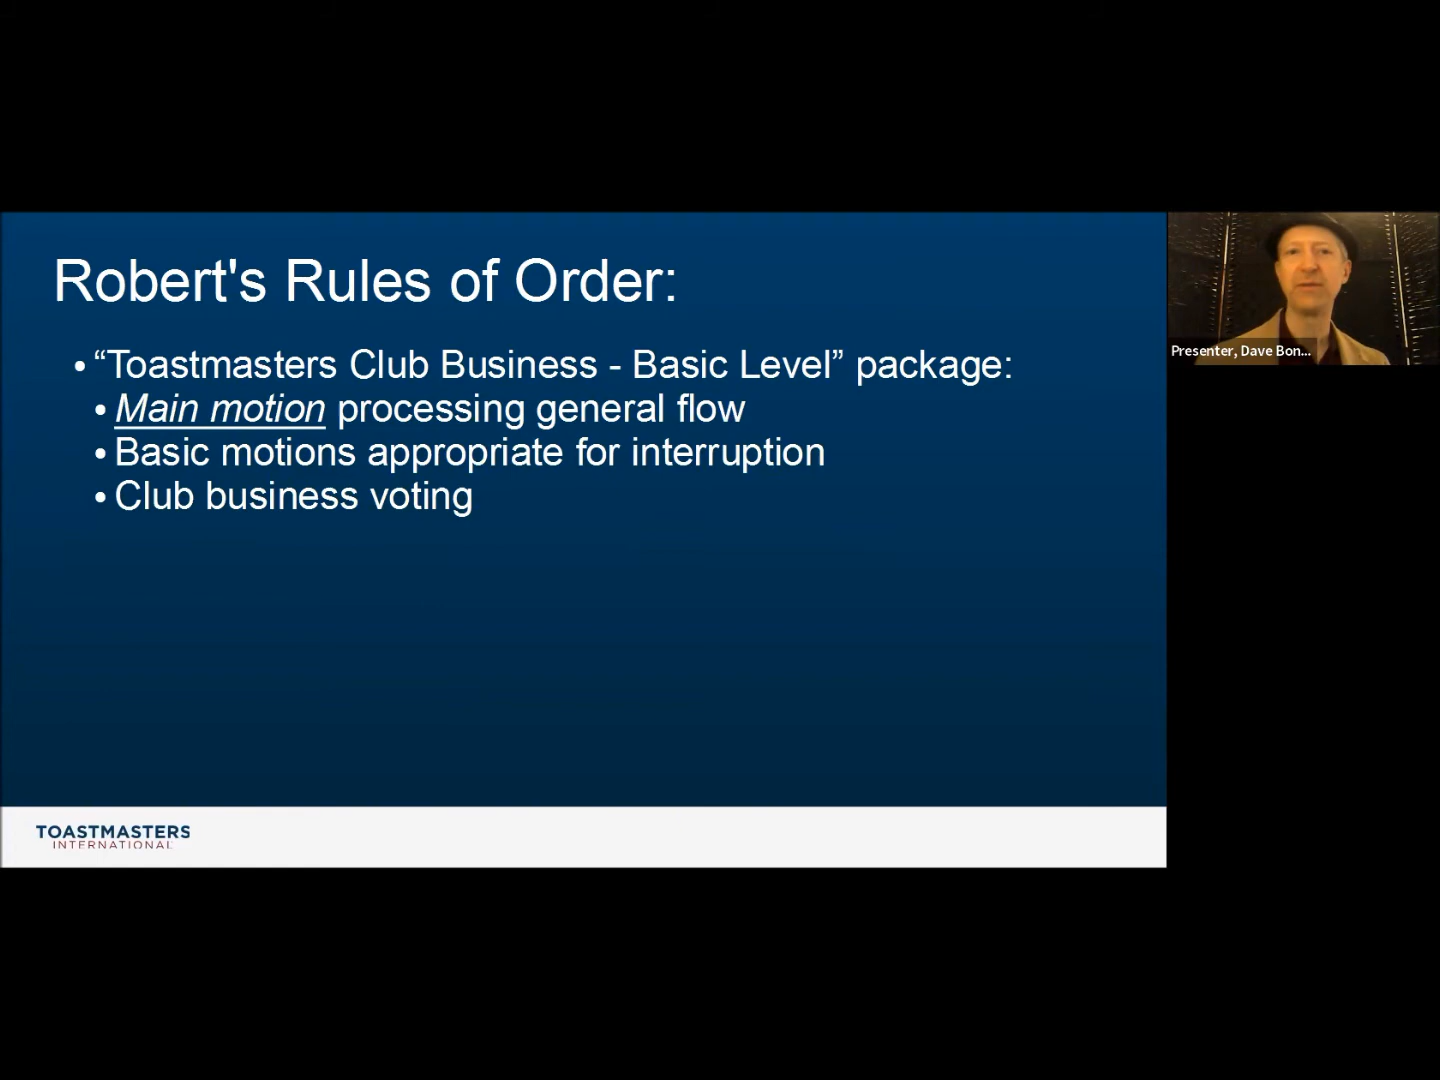 Robert's Rules of Order:
• “Toastmasters Club Business - Basic Level” package:
• Main motion processing general flow
• Basic motions appropriate for interruption
• Club business voting
TOASTMASTERS
INTERNATIONAL
Presenter, Dave Bon...